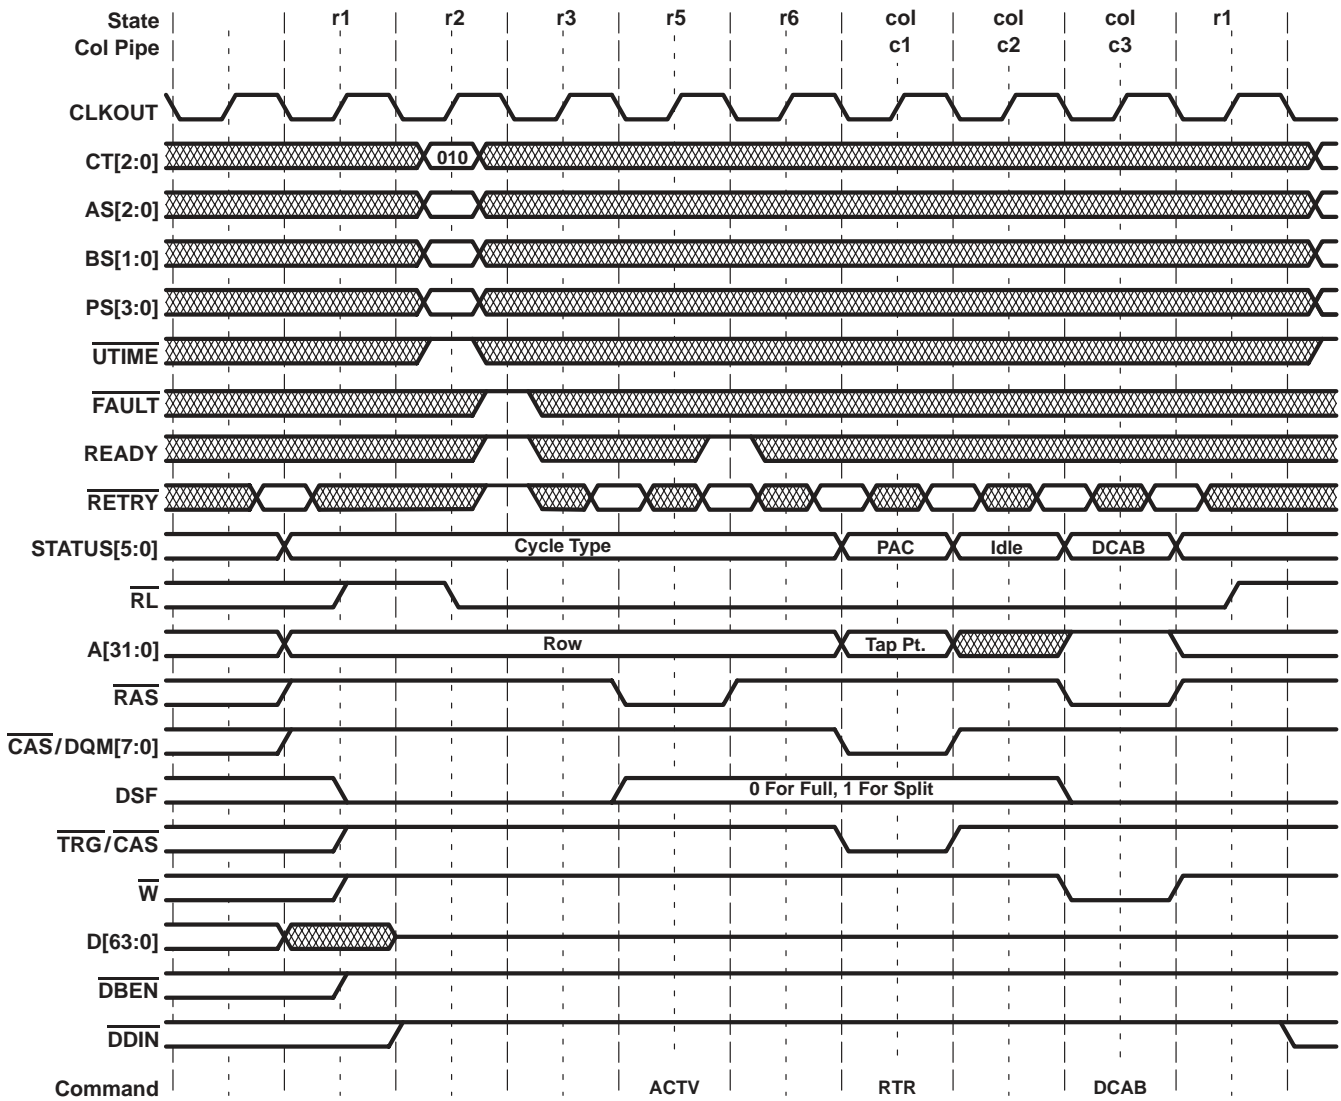 State r1 r2 r3 r5 r6 col col col r1
Col Pipe c1 c2 c3
CLKOUT
CT[2:0] 010
AS[2:0]
BS[1:0]
PS[3:0]
UTIME
FAULT
READY
RETRY
STATUS[5:0] Cycle Type PAC Idle DCAB
RL
A[31:0] Row Tap Pt.
RAS
CAS/DQM[7:0]
DSF 0 For Full, 1 For Split
TRG/CAS
W
D[63:0]
DBEN
DDIN
Command ACTV RTR DCAB